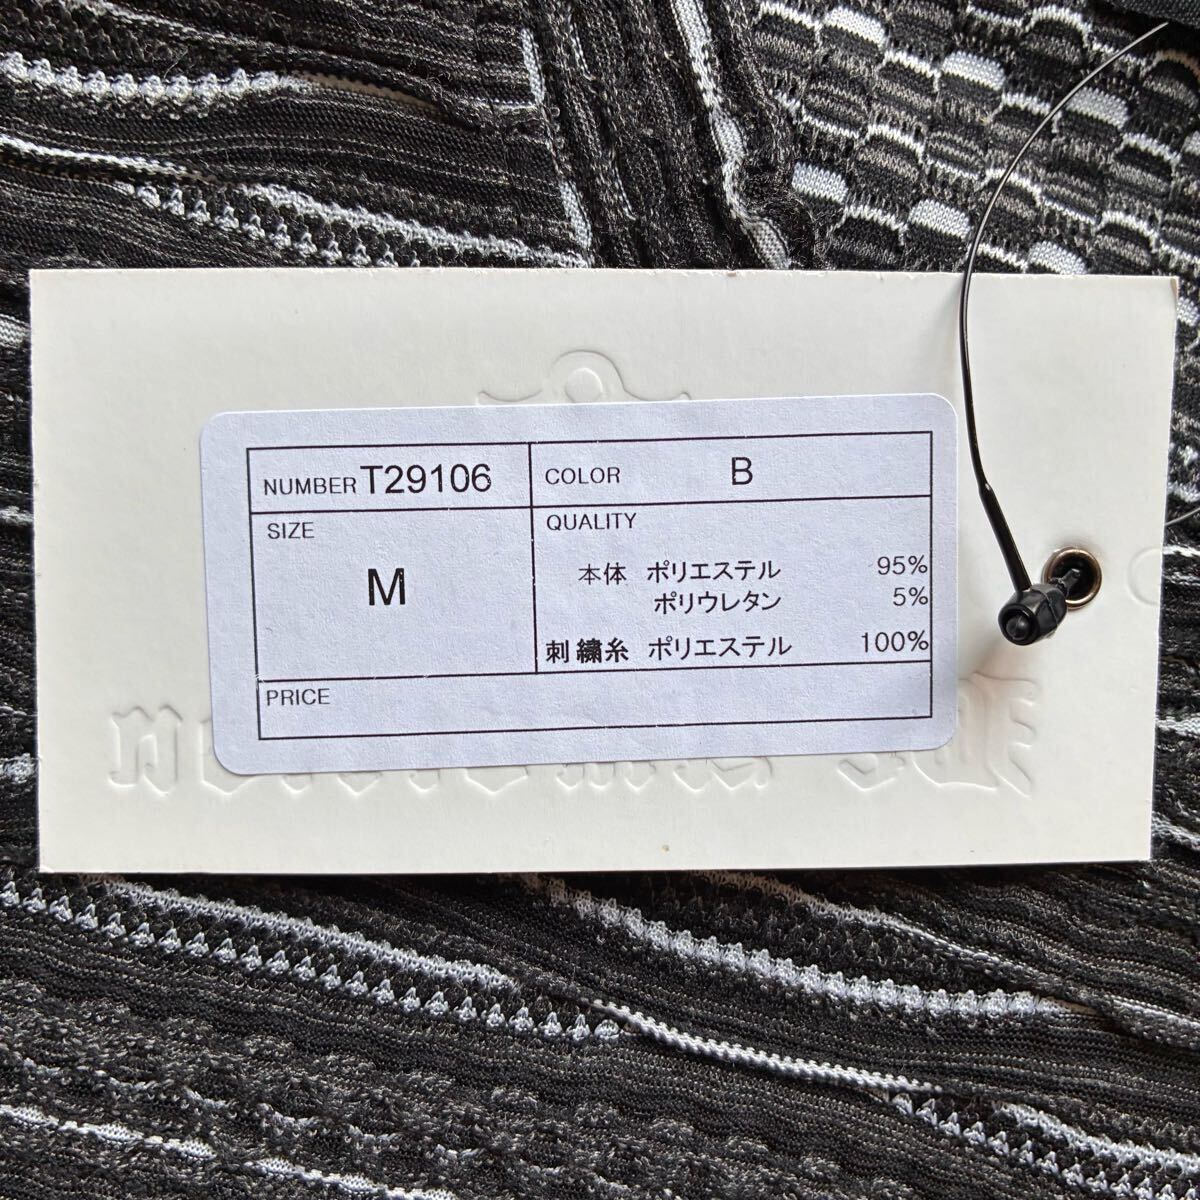 NUMBER T29106
COLOR B
SIZE
M
QUALITY
本体 ポリエステル 95%
ポリウレタン 5%
刺繍糸 ポリエステル 100%
PRICE